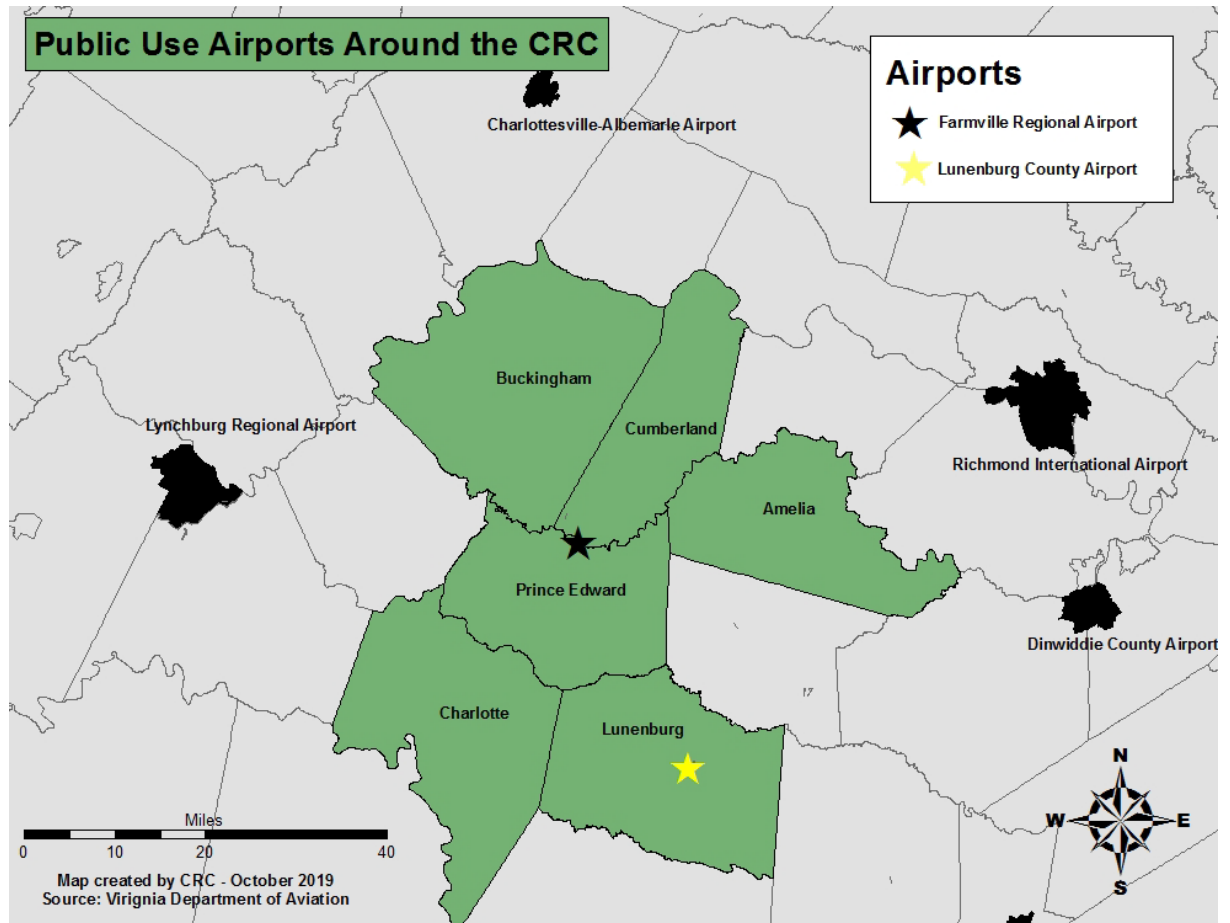 Public Use Airports Around the CRC
Airports
Farmville Regional Airport
Lunenburg County Airport
Charlottesville-Albemarle Airport
Buckingham
Cumberland
Lynchburg Regional Airport
Richmond International Airport
Amelia
Prince Edward
Dinwiddie County Airport
Charlotte
Lunenburg
N
W
E
S
Miles
0 10 20 40
Map created by CRC - October 2019
Source: Virignia Department of Aviation